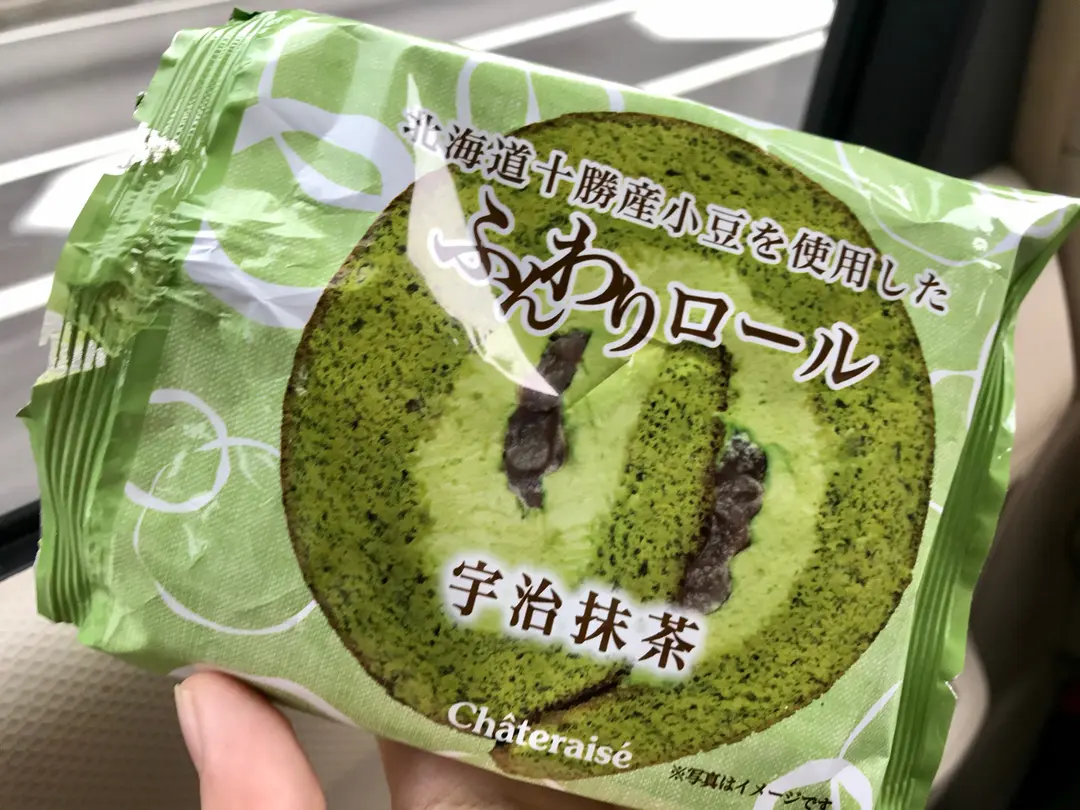 北海道十勝産小豆を使用した
ふんわりロール
宇治抹茶
Châteraisé
※写真はイメージです